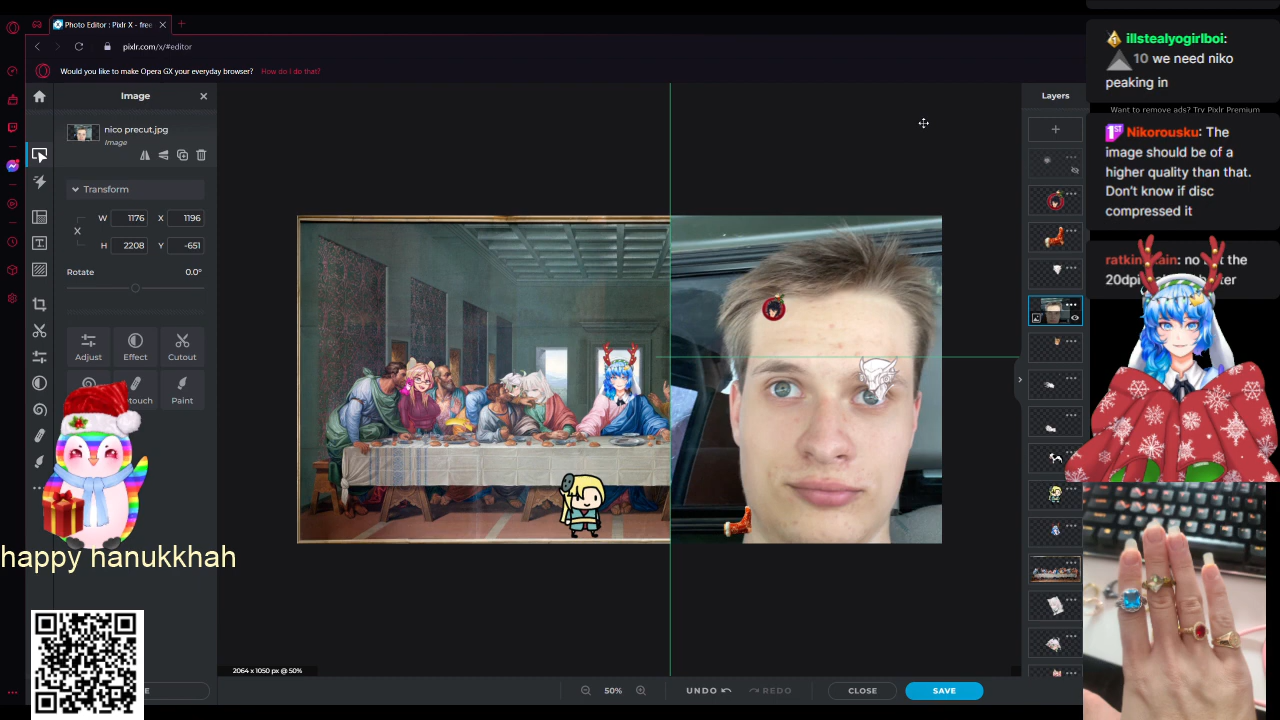 Photo Editor : Pixlr X - free
pixlr.com/x/#editor
Would you like to make Opera GX your everyday browser? How do I do that?
Image
nico precut.jpg
Image
Transform
W 1176 X 1196
X
H 2208 Y -651
Rotate 0.0°
Adjust Effect Cutout
touch Paint
happy hanukkhah
2064 x 1050 px @ 50%
50%
UNDO REDO
CLOSE
SAVE
Layers
Want to remove ads? Try Pixlr Premium
illstealyogirlboi:
10 we need niko
peaking in
1ST Nikorousku: The
image should be of a
higher quality than that.
Don't know if disc
compressed it